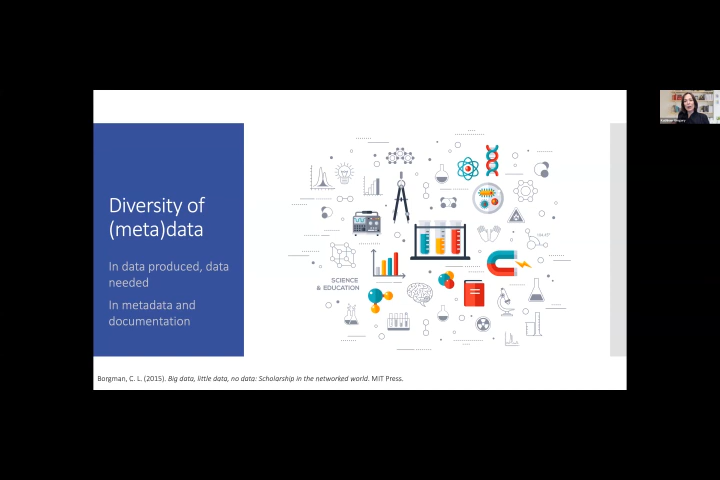 Diversity of
(meta)data
In data produced, data
needed
In metadata and
documentation
SCIENCE
& EDUCATION
Borgman, C. L. (2015). Big data, little data, no data: Scholarship in the networked world. MIT Press.